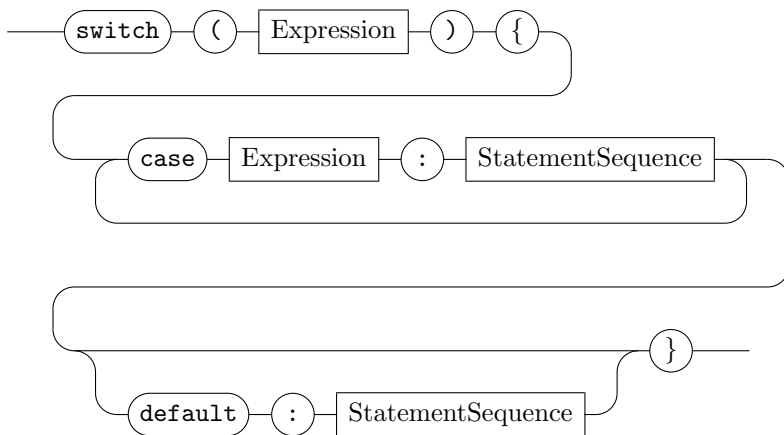 switch ( Expression ) {
case Expression : StatementSequence
}
default : StatementSequence